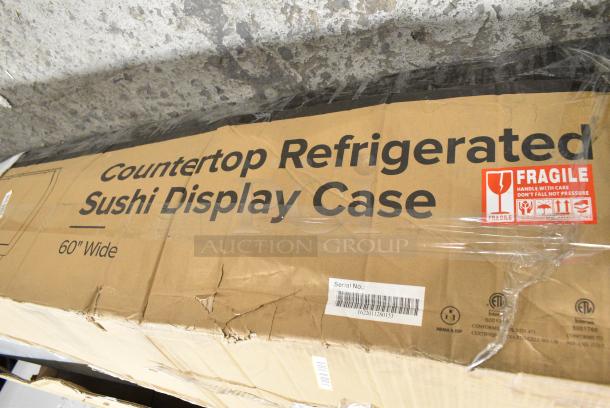 Countertop Refrigerated
Sushi Display Case
60" Wide
FRAGILE
HANDLE WITH CARE
DON'T FALL NOT PRESSURE
FRAGILE
AUCTION GROUP
Serial No.: